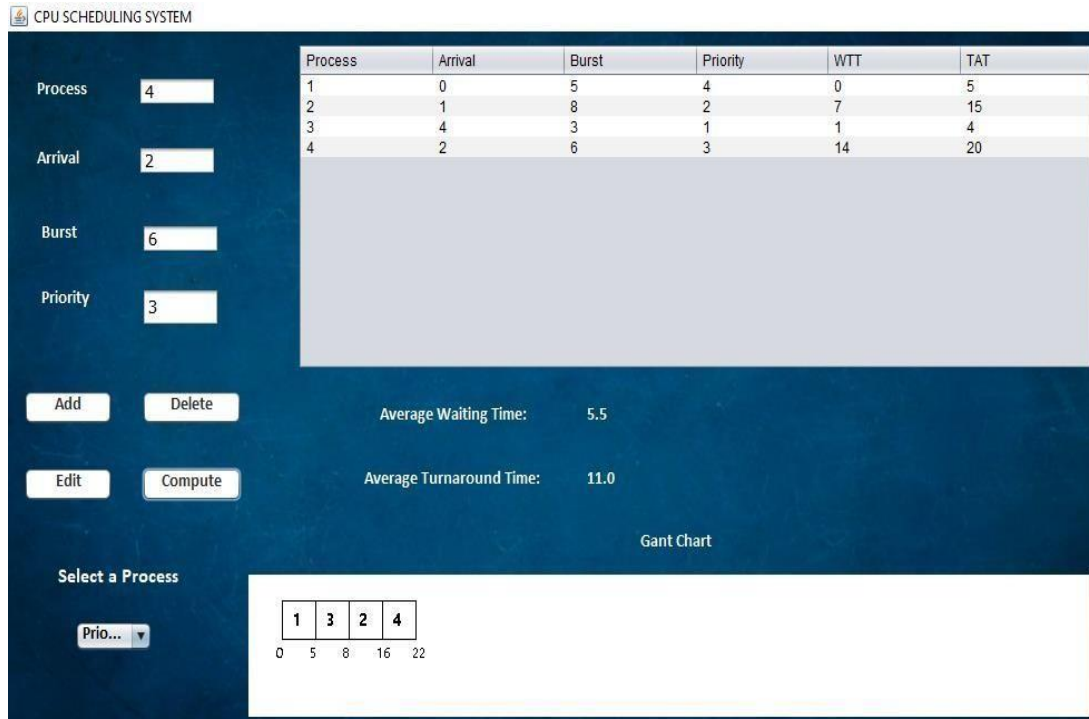 CPU SCHEDULING SYSTEM
Process 4
Arrival 2
Burst 6
Priority 3
Process Arrival Burst Priority WTT TAT
1 0 5 4 0 5
2 1 8 2 7 15
3 4 3 1 1 4
4 2 6 3 14 20
Add Delete
Edit Compute
Average Waiting Time: 5.5
Average Turnaround Time: 11.0
Select a Process
Prio...
Gant Chart
1 3 2 4
0 5 8 16 22